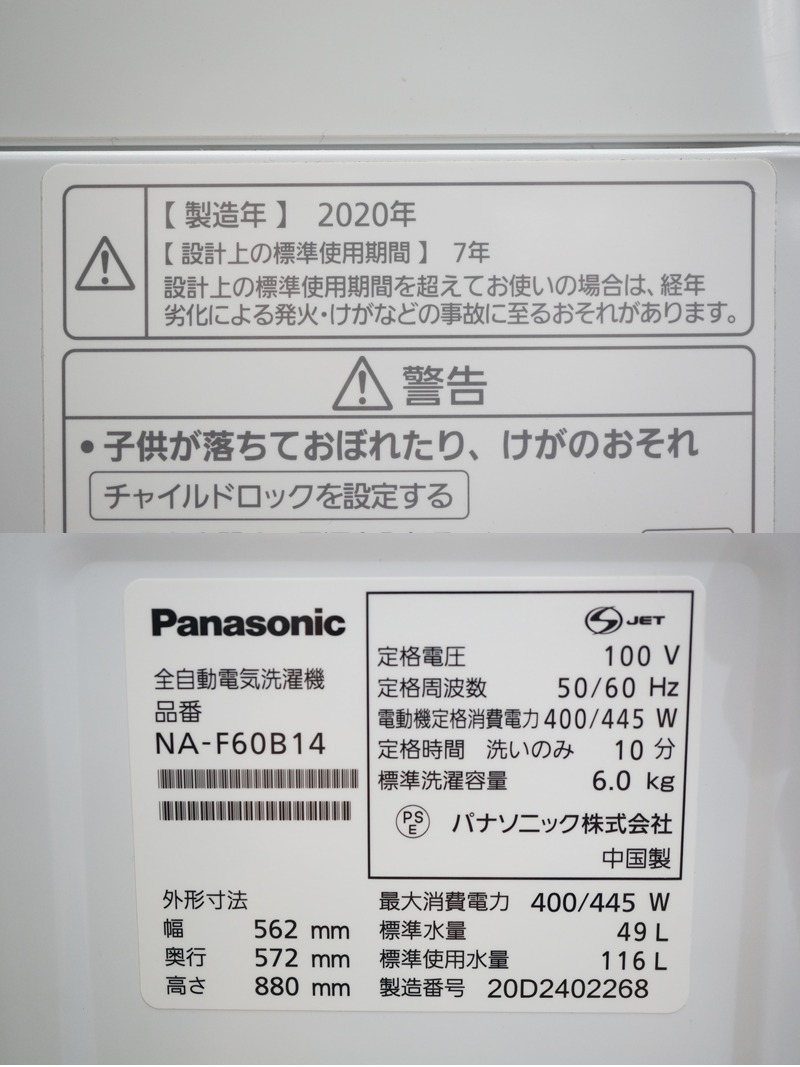 【製造年】 2020年
【設計上の標準使用期間】 7年
設計上の標準使用期間を超えてお使いの場合は、経年
劣化による発火・けがなどの事故に至るおそれがあります。
警告
•子供が落ちておぼれたり、けがのおそれ
チャイルドロックを設定する
Panasonic
全自動電気洗濯機
品番
NA-F60B14
JET
定格電圧 100 V
定格周波数 50/60 Hz
電動機定格消費電力 400/445 W
定格時間 洗いのみ 10 分
標準洗濯容量 6.0 kg
PS
E
パナソニック株式会社
中国製
外形寸法
幅 562 mm
奥行 572 mm
高さ 880 mm
最大消費電力 400/445 W
標準水量 49 L
標準使用水量 116 L
製造番号 20D2402268